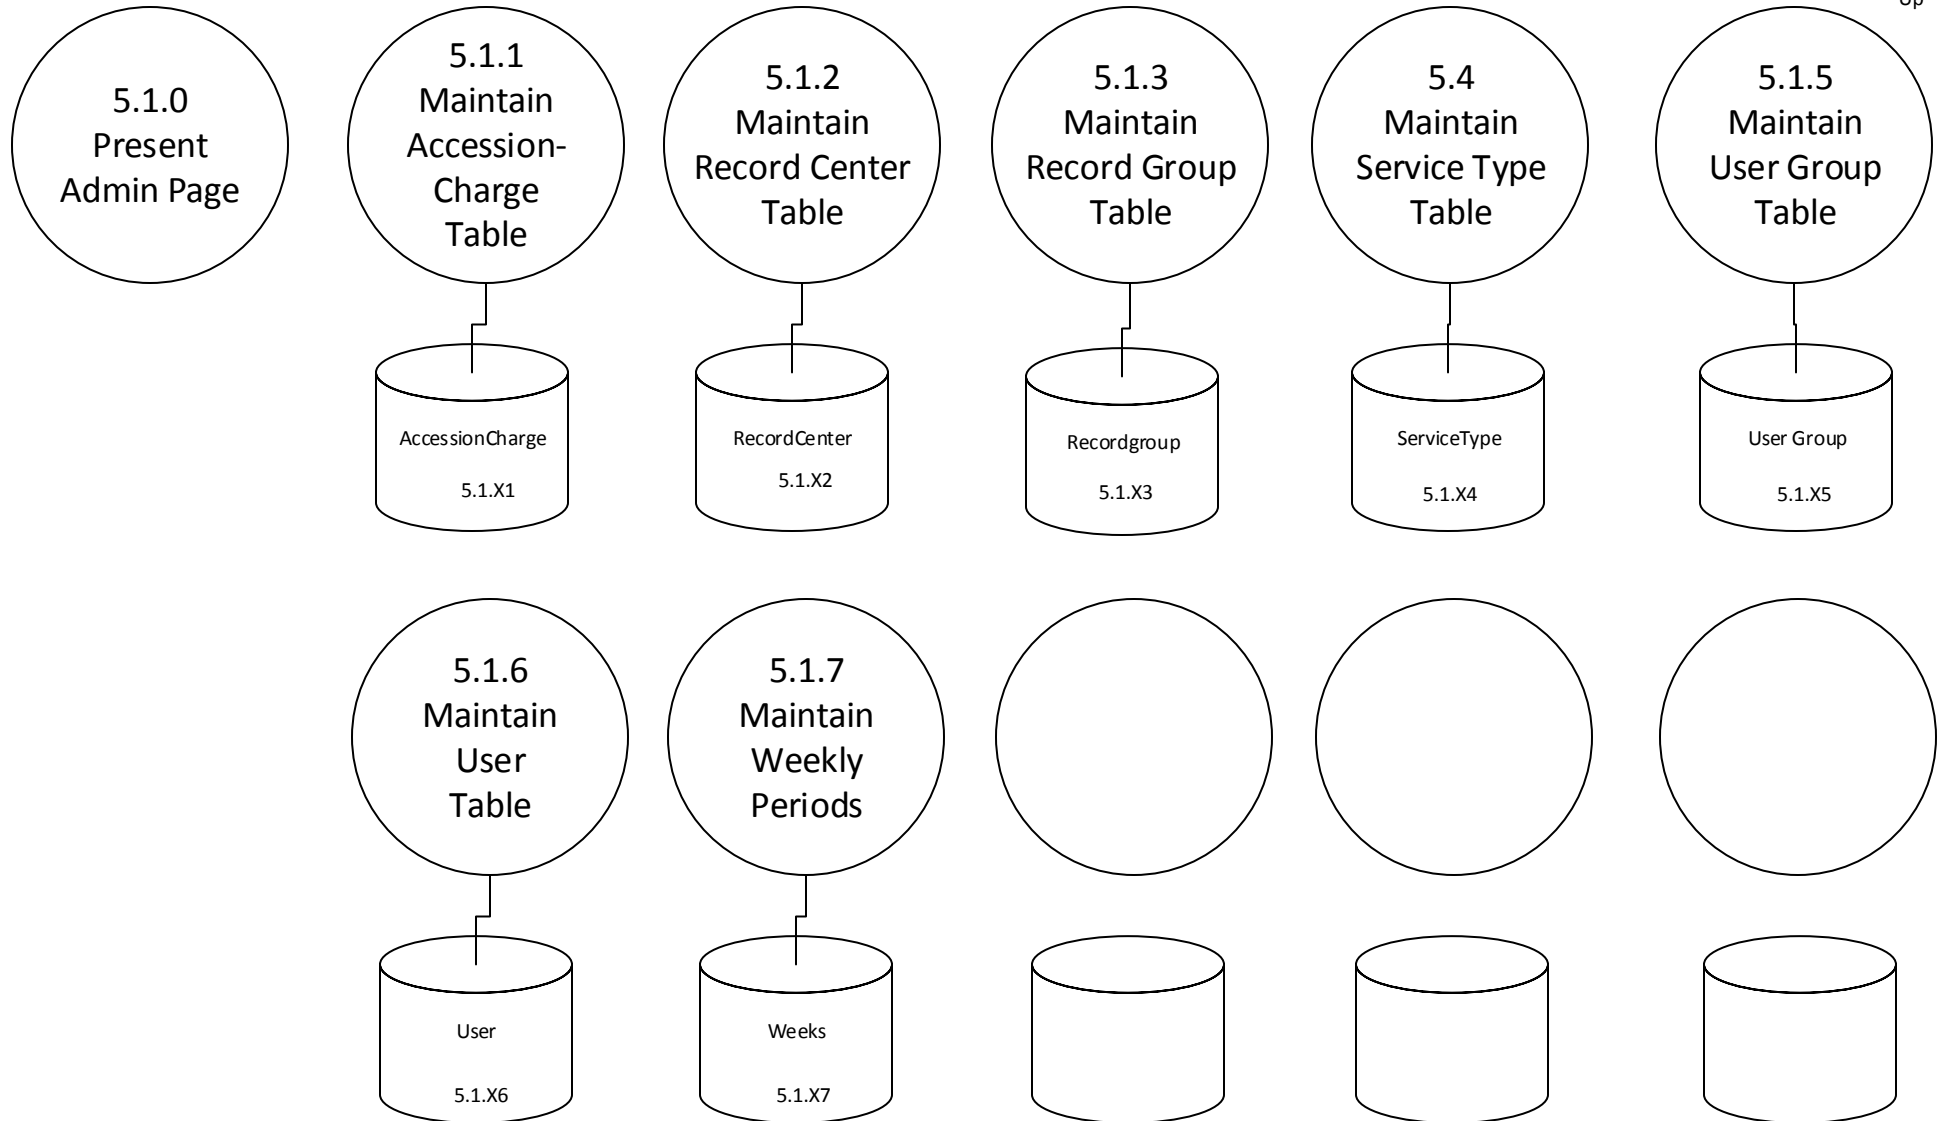 Up
5.1.0
Present
Admin Page
5.1.1
Maintain
Accession-
Charge
Table
5.1.2
Maintain
Record Center
Table
5.1.3
Maintain
Record Group
Table
5.4
Maintain
Service Type
Table
5.1.5
Maintain
User Group
Table
AccessionCharge
5.1.X1
RecordCenter
5.1.X2
Recordgroup
5.1.X3
ServiceType
5.1.X4
User Group
5.1.X5
5.1.6
Maintain
User
Table
5.1.7
Maintain
Weekly
Periods
User
5.1.X6
Weeks
5.1.X7